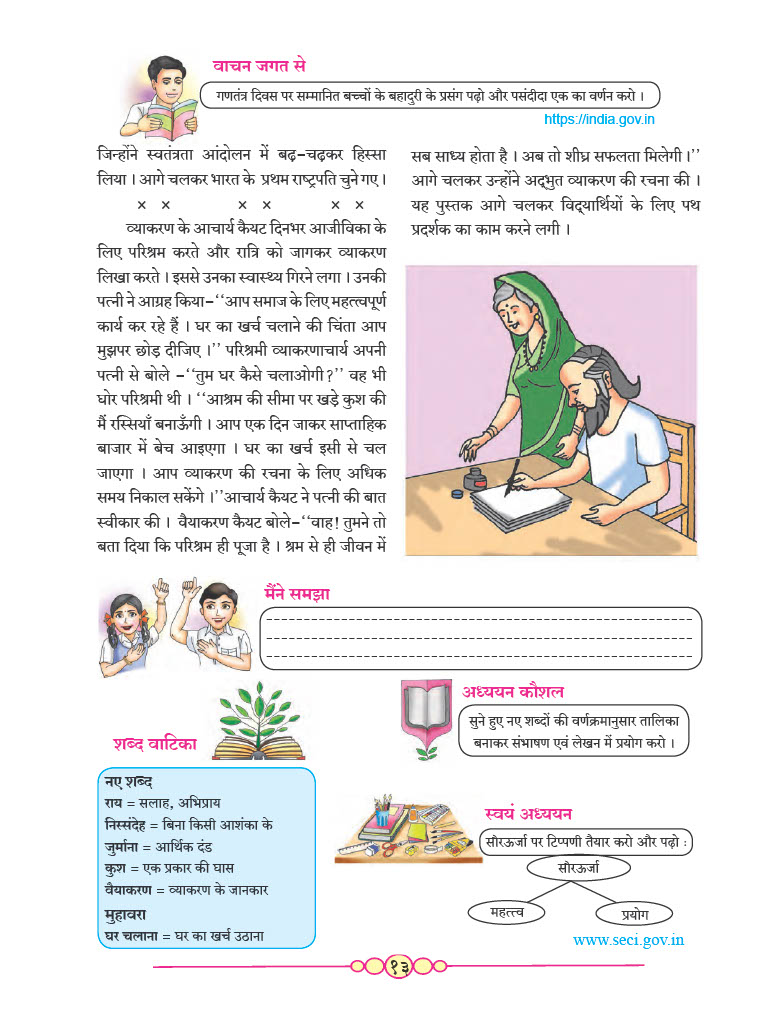 वाचन जगत से
गणतंत्र दिवस पर सम्मानित बच्चों के बहादुरी के प्रसंग पढ़ो और पसंदीदा एक का वर्णन करो ।
https://india.gov.in
जिन्होंने स्वतंत्रता आंदोलन में बढ़-चढ़कर हिस्सा
लिया । आगे चलकर भारत के प्रथम राष्ट्रपति चुने गए ।
× × × × × ×
व्याकरण के आचार्य कैयट दिनभर आजीविका के
लिए परिश्रम करते और रात्रि को जागकर व्याकरण
लिखा करते । इससे उनका स्वास्थ्य गिरने लगा । उनकी
पत्नी ने आग्रह किया-‘‘आप समाज के लिए महत्त्वपूर्ण
कार्य कर रहे हैं । घर का खर्च चलाने की चिंता आप
मुझपर छोड़ दीजिए ।’’ परिश्रमी व्याकरणाचार्य अपनी
पत्नी से बोले -‘‘तुम घर कैसे चलाओगी?’’ वह भी
घोर परिश्रमी थी । ‘‘आश्रम की सीमा पर खड़े कुश की
मैं रस्सियाँ बनाऊँगी । आप एक दिन जाकर साप्ताहिक
बाजार में बेच आइएगा । घर का खर्च इसी से चल
जाएगा । आप व्याकरण की रचना के लिए अधिक
समय निकाल सकेंगे ।’’आचार्य कैयट ने पत्नी की बात
स्वीकार की । वैयाकरण कैयट बोले-‘‘वाह! तुमने तो
बता दिया कि परिश्रम ही पूजा है । श्रम से ही जीवन में
सब साध्य होता है । अब तो शीघ्र सफलता मिलेगी ।’’
आगे चलकर उन्होंने अद्‌भुत व्याकरण की रचना की ।
यह पुस्तक आगे चलकर विद्‌यार्थियों के लिए पथ
प्रदर्शक का काम करने लगी ।
मैंने समझा
शब्द वाटिका
नए शब्द
राय = सलाह, अभिप्राय
निस्संदेह = बिना किसी आशंका के
जुर्माना = आर्थिक दंड
कुश = एक प्रकार की घास
वैयाकरण = व्याकरण के जानकार
मुहावरा
घर चलाना = घर का खर्च उठाना
अध्ययन कौशल
सुने हुए नए शब्दों की वर्णक्रमानुसार तालिका
बनाकर संभाषण एवं लेखन में प्रयोग करो ।
स्वयं अध्ययन
सौरऊर्जा पर टिप्पणी तैयार करो और पढ़ो :
सौरऊर्जा
महत्त्व प्रयोग
www.seci.gov.in
१३